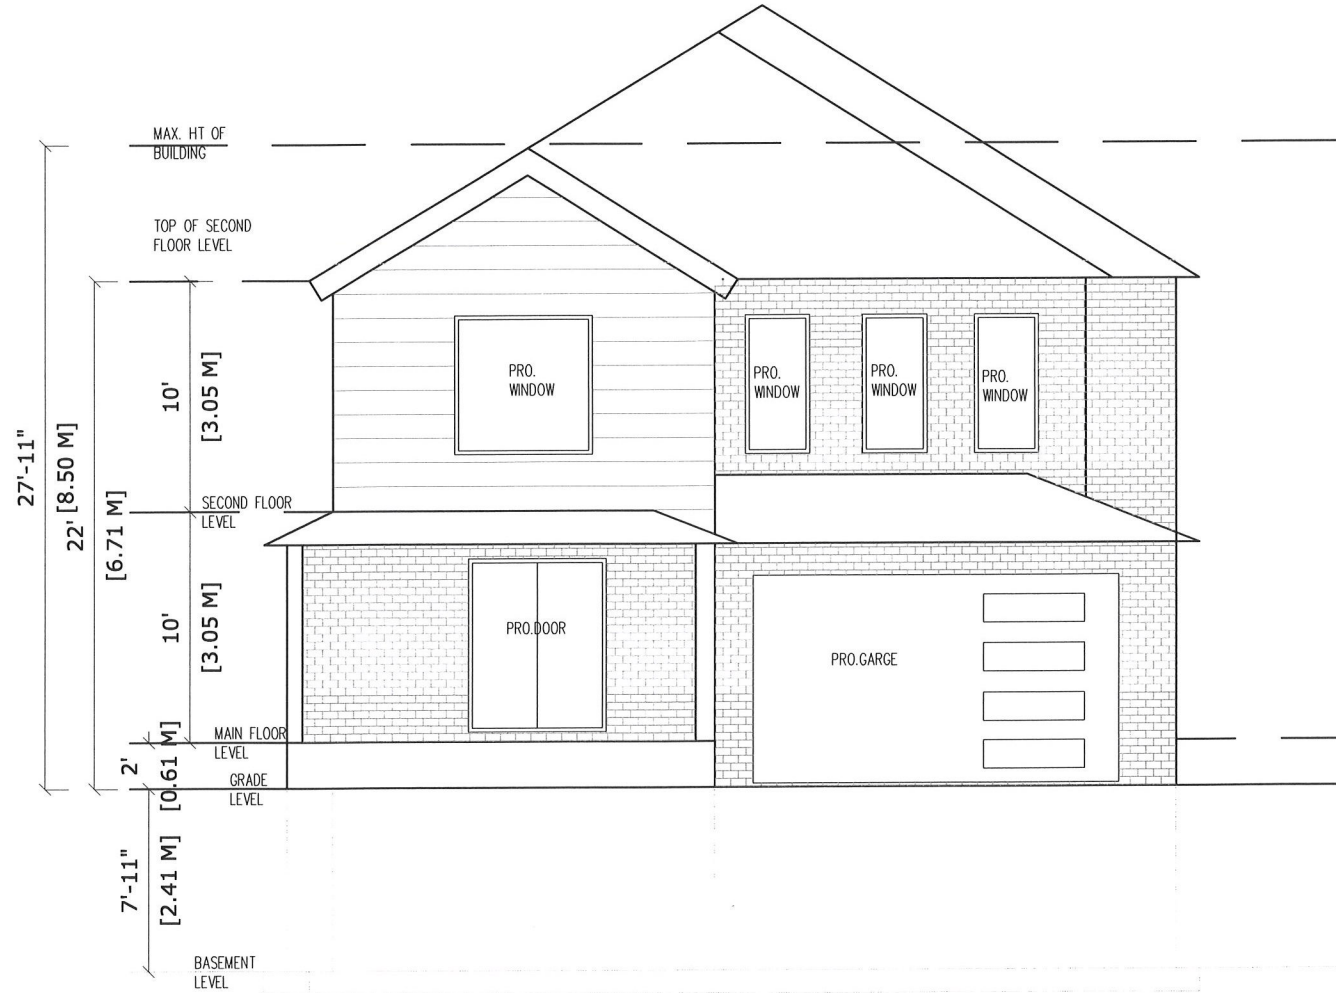 MAX. HT OF
BUILDING
TOP OF SECOND
FLOOR LEVEL
10'
[3.05 M]
PRO.
WINDOW
PRO.
WINDOW
PRO.
WINDOW
PRO.
WINDOW
27'-11"
[8.50 M]
22'
[6.71 M]
SECOND FLOOR
LEVEL
10'
[3.05 M]
PRO.DOOR
PRO.GARGE
MAIN FLOOR
LEVEL
2'
[0.61 M]
GRADE
LEVEL
7'-11"
[2.41 M]
BASEMENT
LEVEL